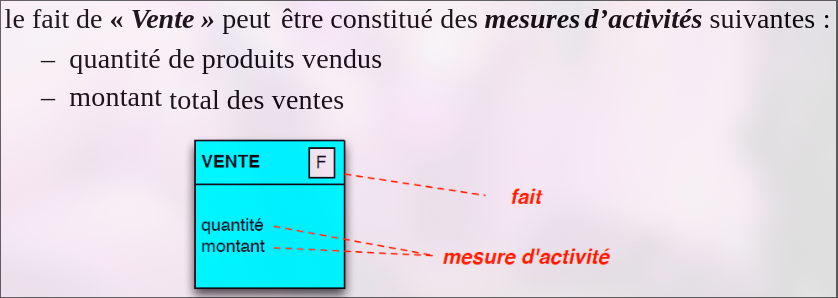 le fait de « Vente » peut être constitué des mesures d’activités suivantes :
– quantité de produits vendus
– montant total des ventes
VENTE F
fait
quantité
montant
mesure d'activité